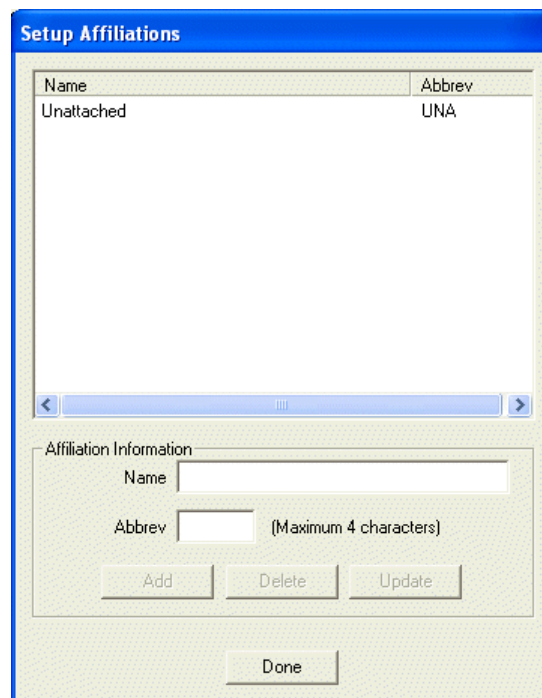 Setup Affiliations
Name Abbrev
Unattached UNA
Affiliation Information
Name
Abbrev (Maximum 4 characters)
Add Delete Update
Done